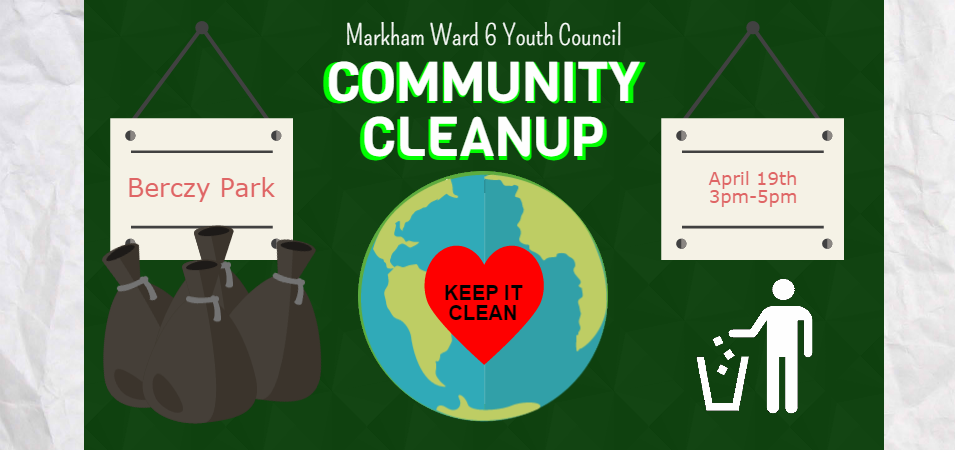 Markham Ward 6 Youth Council
COMMUNITY
CLEANUP
Berczy Park
April 19th
3pm-5pm
KEEP IT
CLEAN